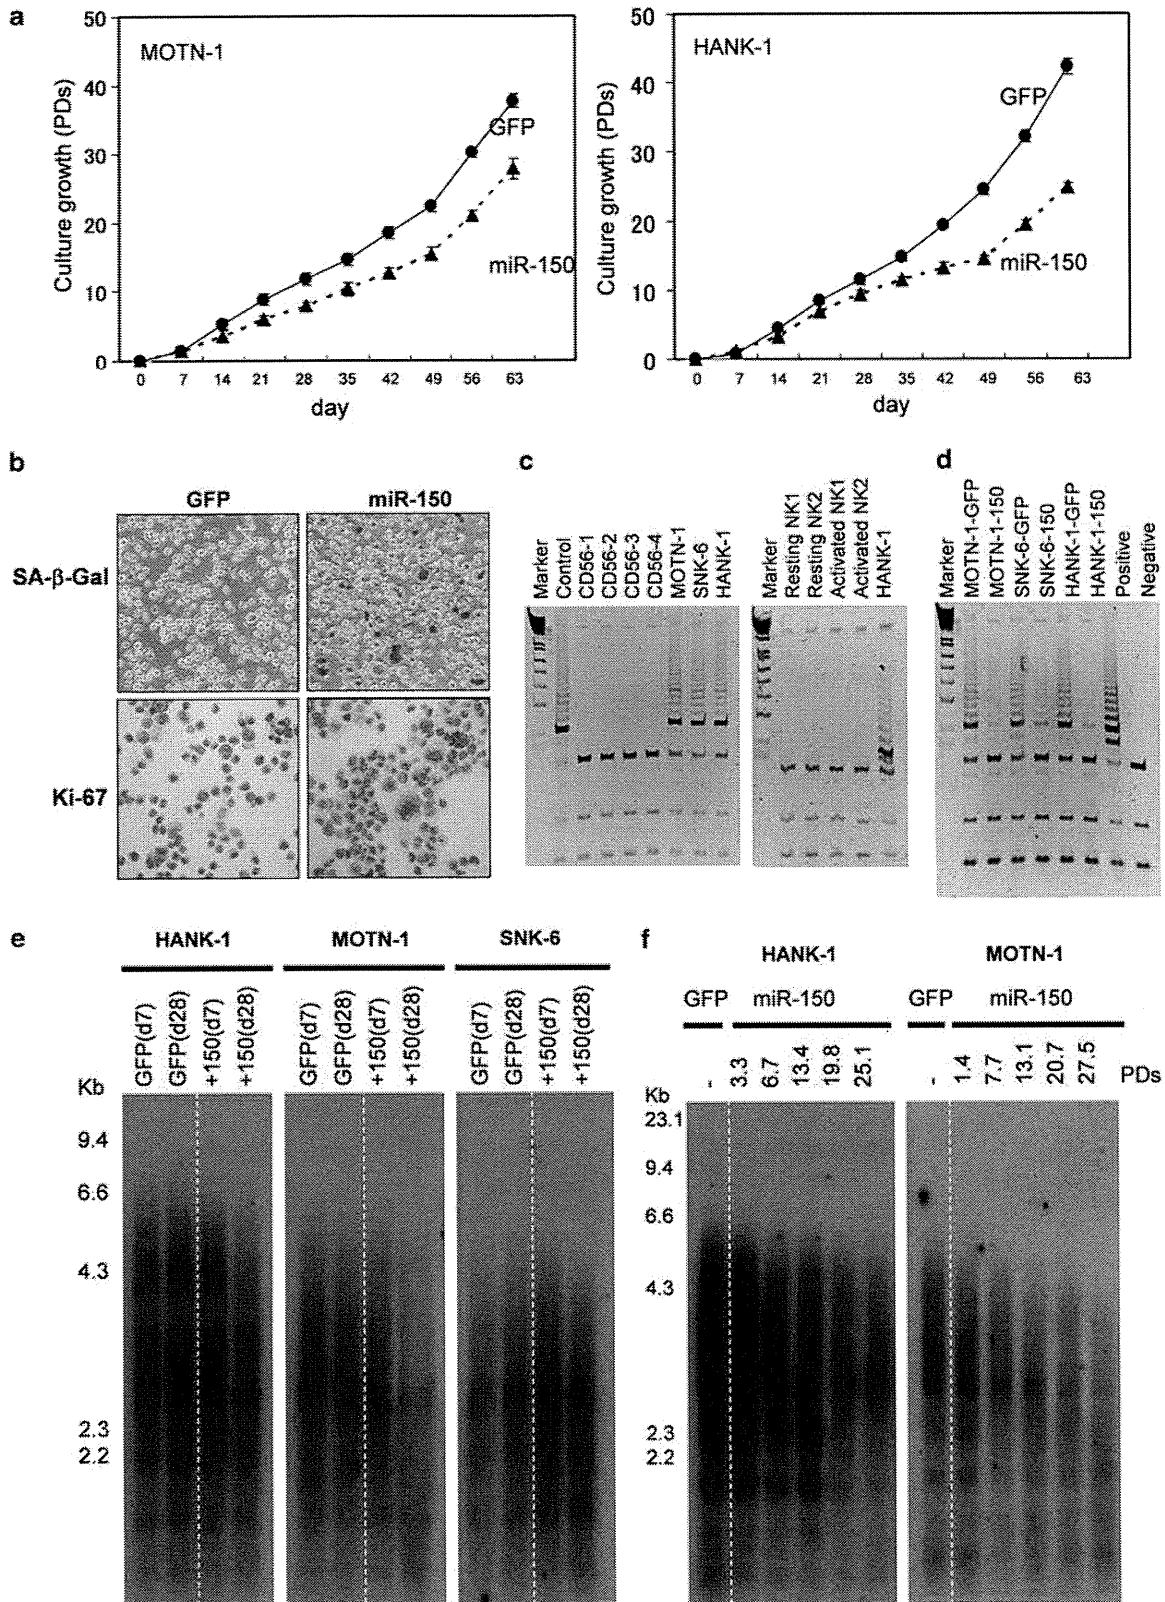 a
50
40
30
20
10
0
Culture growth (PDs)
MOTN-1
GFP
miR-150
0 7 14 21 28 35 42 49 56 63
day
50
40
30
20
10
0
Culture growth (PDs)
HANK-1
GFP
miR-150
0 7 14 21 28 35 42 49 56 63
day
b
GFP miR-150
SA-β-Gal
Ki-67
c
Marker
Control
CD56-1
CD56-2
CD56-3
CD56-4
MOTN-1
SNK-6
HANK-1
Marker
Resting NK1
Resting NK2
Activated NK1
Activated NK2
HANK-1
d
Marker
MOTN-1-GFP
MOTN-1-150
SNK-6-GFP
SNK-6-150
HANK-1-GFP
HANK-1-150
Positive
Negative
e
HANK-1 MOTN-1 SNK-6
GFP(d7)
GFP(d28)
+150(d7)
+150(d28)
GFP(d7)
GFP(d28)
+150(d7)
+150(d28)
GFP(d7)
GFP(d28)
+150(d7)
+150(d28)
Kb
9.4
6.6
4.3
2.3
2.2
f
HANK-1 MOTN-1
GFP miR-150 GFP miR-150
-
3.3
6.7
13.4
19.8
25.1
-
1.4
7.7
13.1
20.7
27.5
PDs
Kb
23.1
9.4
6.6
4.3
2.3
2.2